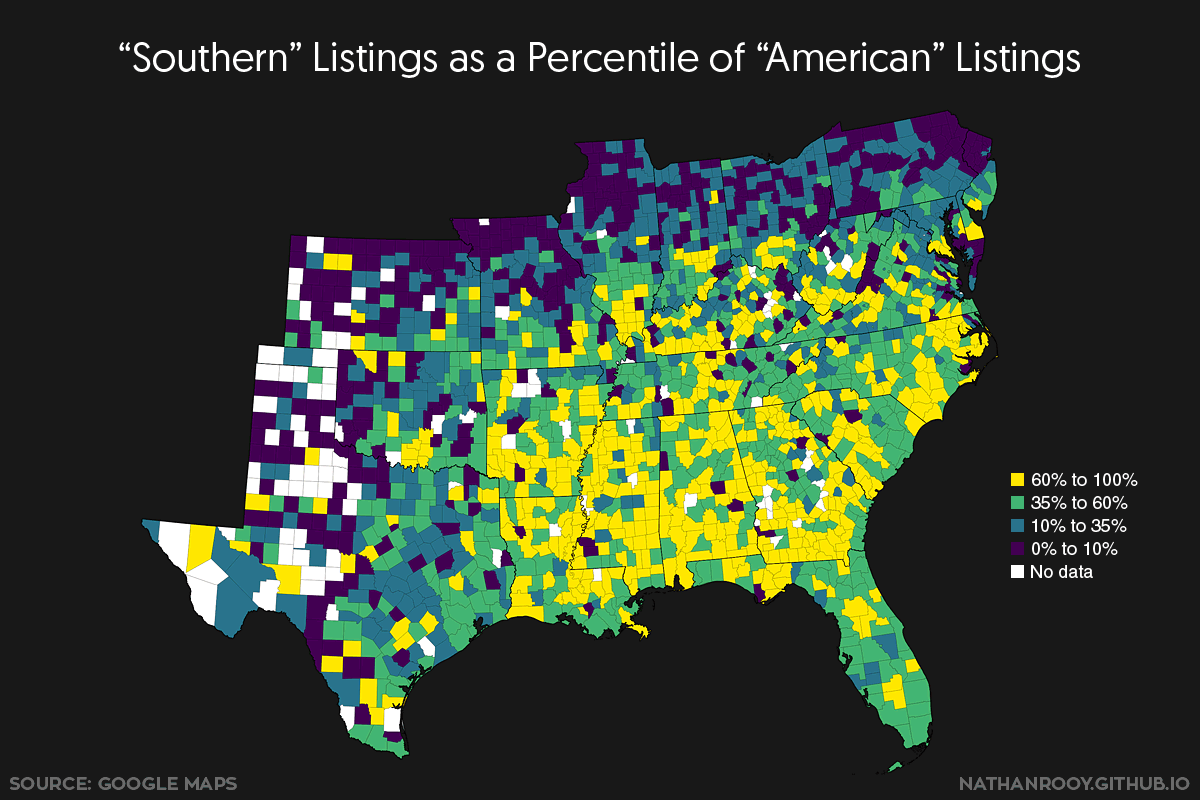 “Southern” Listings as a Percentile of “American” Listings
60% to 100%
35% to 60%
10% to 35%
0% to 10%
No data
SOURCE: GOOGLE MAPS
NATHANROOY.GITHUB.IO